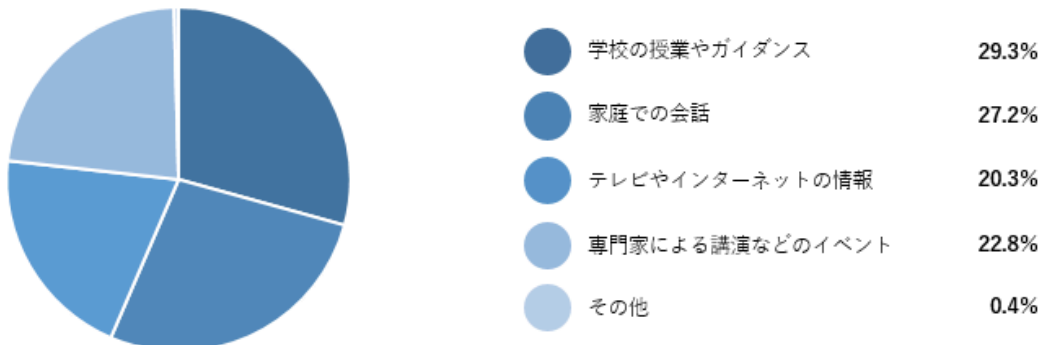 学校の授業やガイダンス 29.3%
家庭での会話 27.2%
テレビやインターネットの情報 20.3%
専門家による講演などのイベント 22.8%
その他 0.4%